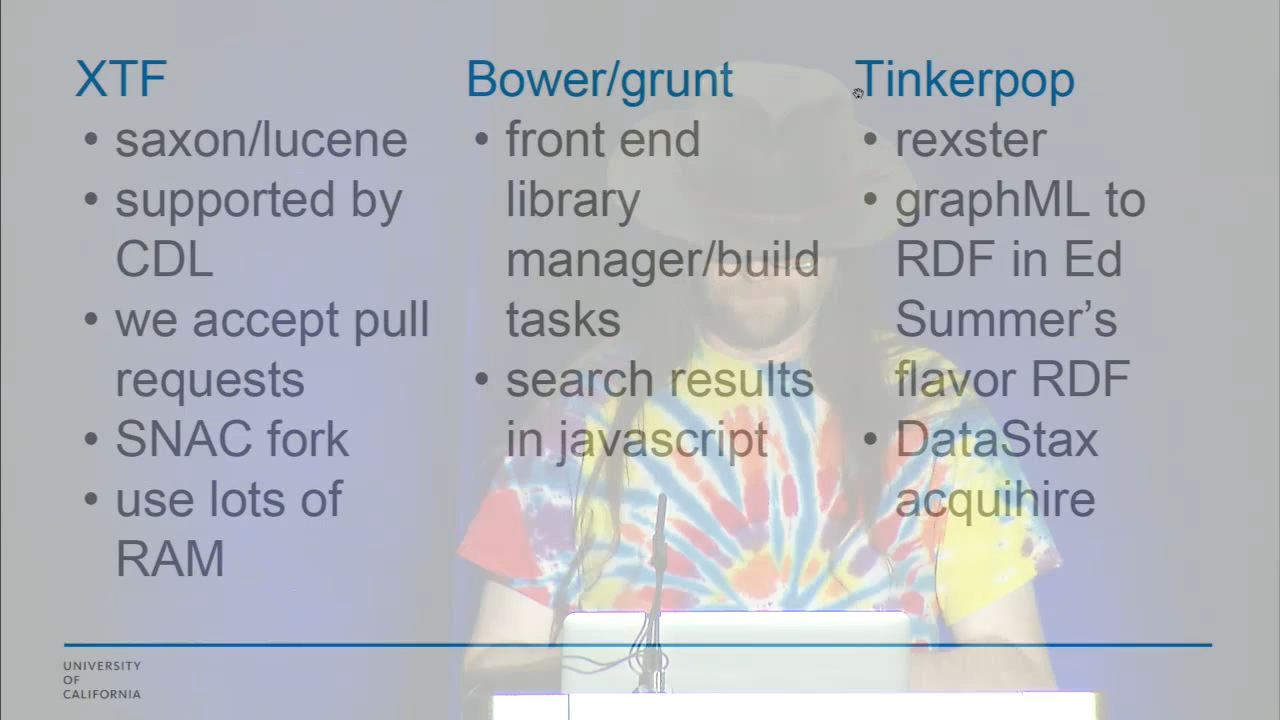 XTF
• saxon/lucene
• supported by
CDL
• we accept pull
requests
• SNAC fork
• use lots of
RAM
Bower/grunt
• front end
library
manager/build
tasks
• search results
in javascript
Tinkerpop
• rexster
• graphML to
RDF in Ed
Summer’s
flavor RDF
• DataStax
acquihire
UNIVERSITY
OF
CALIFORNIA